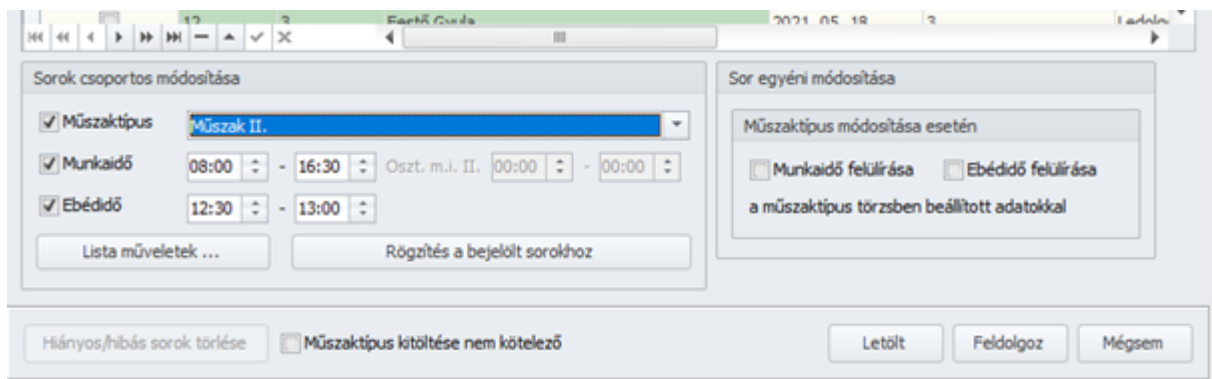 12 3 Festő Gyula 2021. 05. 18. 3
Sorok csoportos módosítása
Műszaktípus Műszak II.
Munkaidő 08:00 - 16:30 Oszt. m.i. II. 00:00 - 00:00
Ebédidő 12:30 - 13:00
Lista műveletek ... Rögzítés a bejelölt sorokhoz
Sor egyéni módosítása
Műszaktípus módosítása esetén
Munkaidő felülírása Ebédidő felülírása
a műszaktípus törzsben beállított adatokkal
Hiányos/hibás sorok törlése Műszaktípus kitöltése nem kötelező Letölt Feldolgoz Mégsem